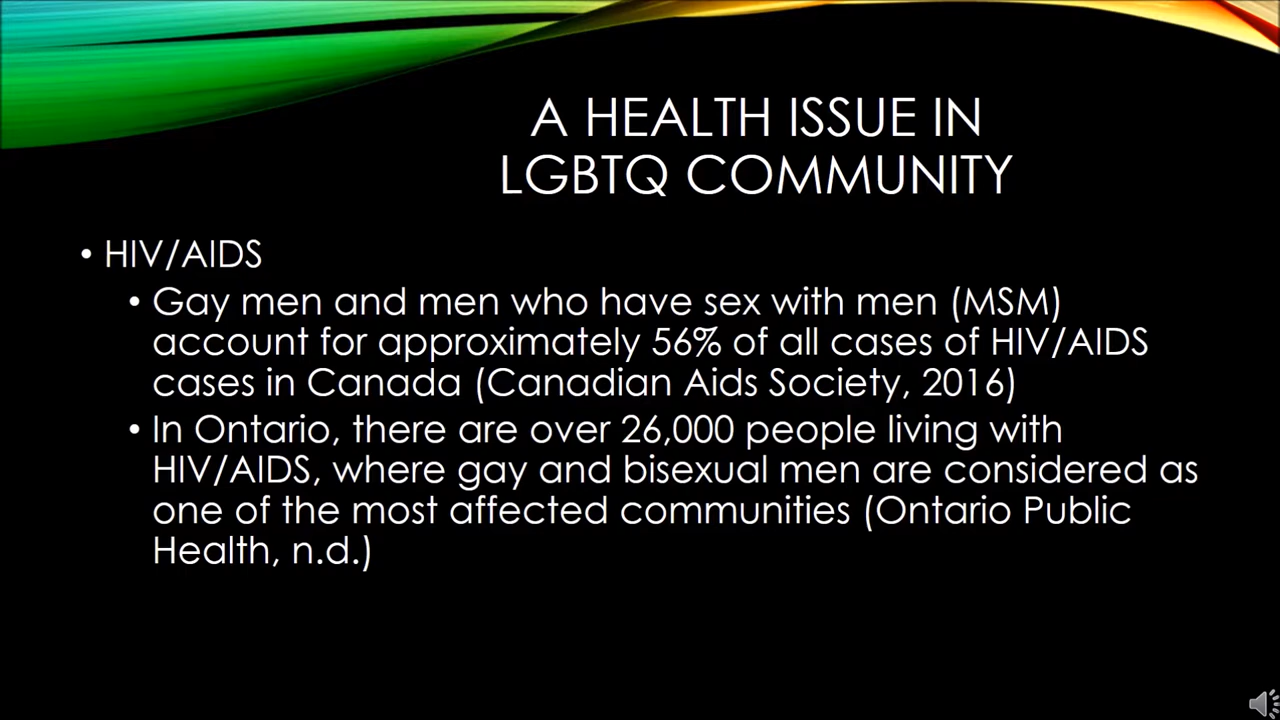 A HEALTH ISSUE IN
LGBTQ COMMUNITY
• HIV/AIDS
• Gay men and men who have sex with men (MSM)
account for approximately 56% of all cases of HIV/AIDS
cases in Canada (Canadian Aids Society, 2016)
• In Ontario, there are over 26,000 people living with
HIV/AIDS, where gay and bisexual men are considered as
one of the most affected communities (Ontario Public
Health, n.d.)